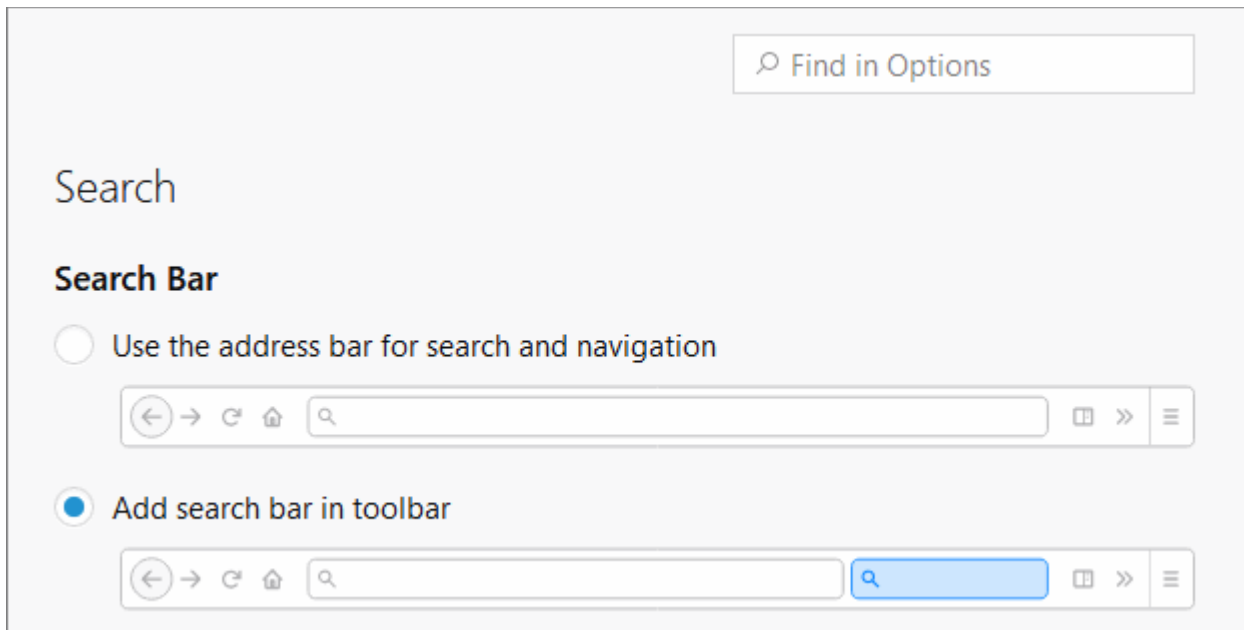 Find in Options
Search
Search Bar
Use the address bar for search and navigation
Add search bar in toolbar